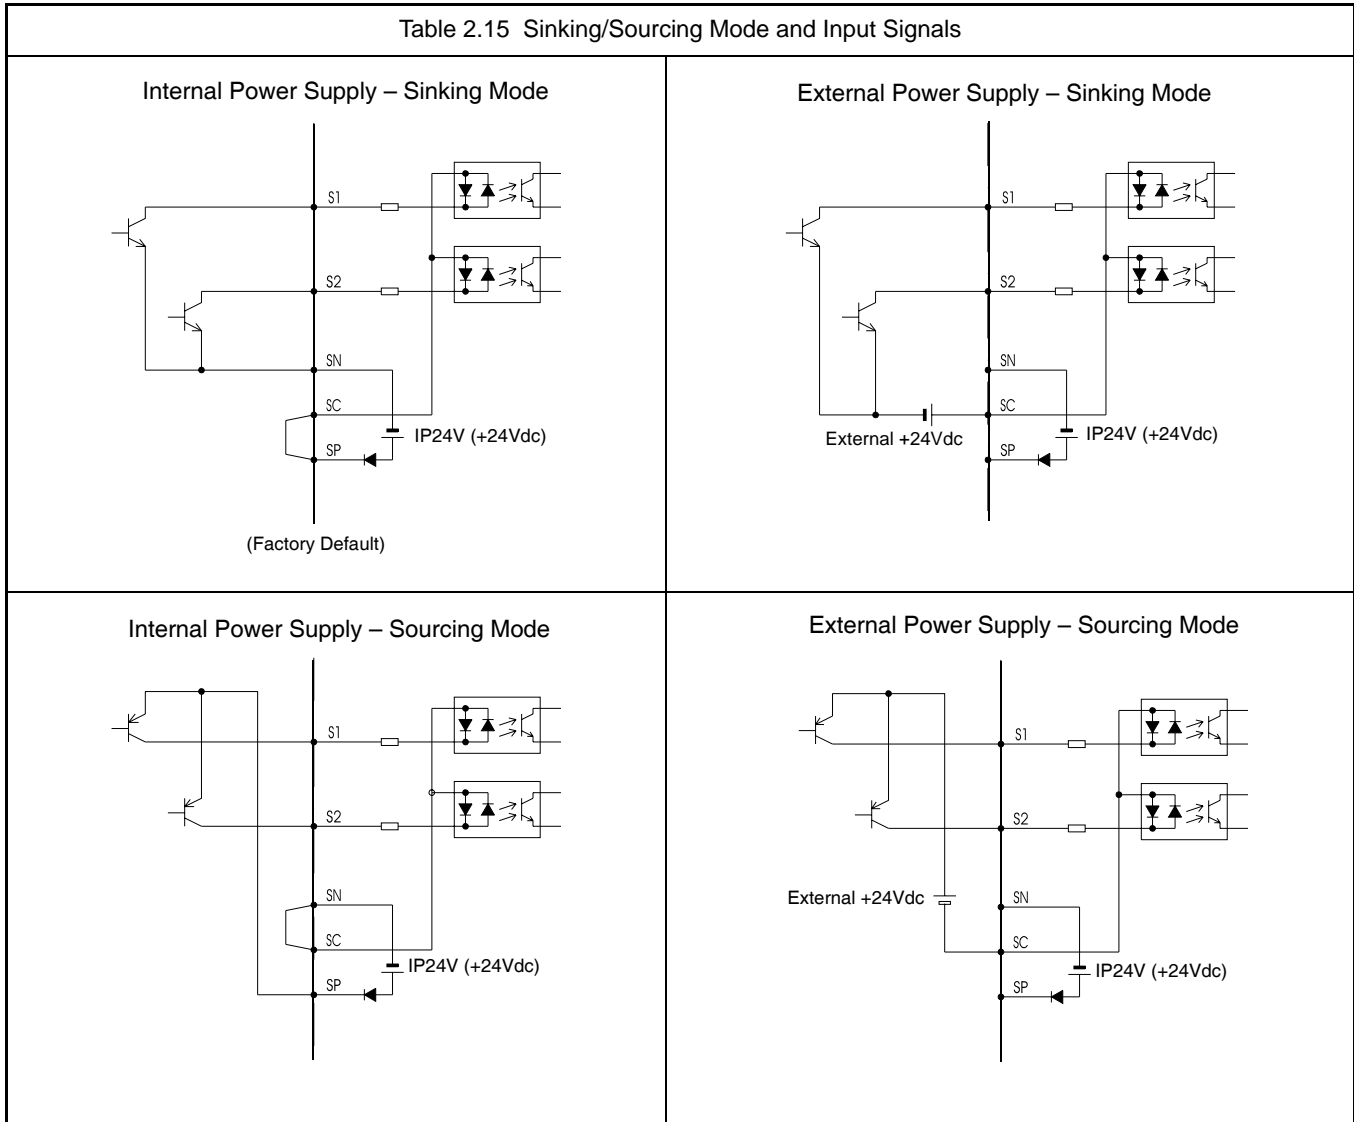 Table 2.15 Sinking/Sourcing Mode and Input Signals
Internal Power Supply – Sinking Mode
S1
S2
SN
SC
IP24V (+24Vdc)
SP
(Factory Default)
External Power Supply – Sinking Mode
S1
S2
SN
SC
External +24Vdc
IP24V (+24Vdc)
SP
Internal Power Supply – Sourcing Mode
S1
S2
SN
SC
IP24V (+24Vdc)
SP
External Power Supply – Sourcing Mode
S1
S2
External +24Vdc
SN
SC
IP24V (+24Vdc)
SP